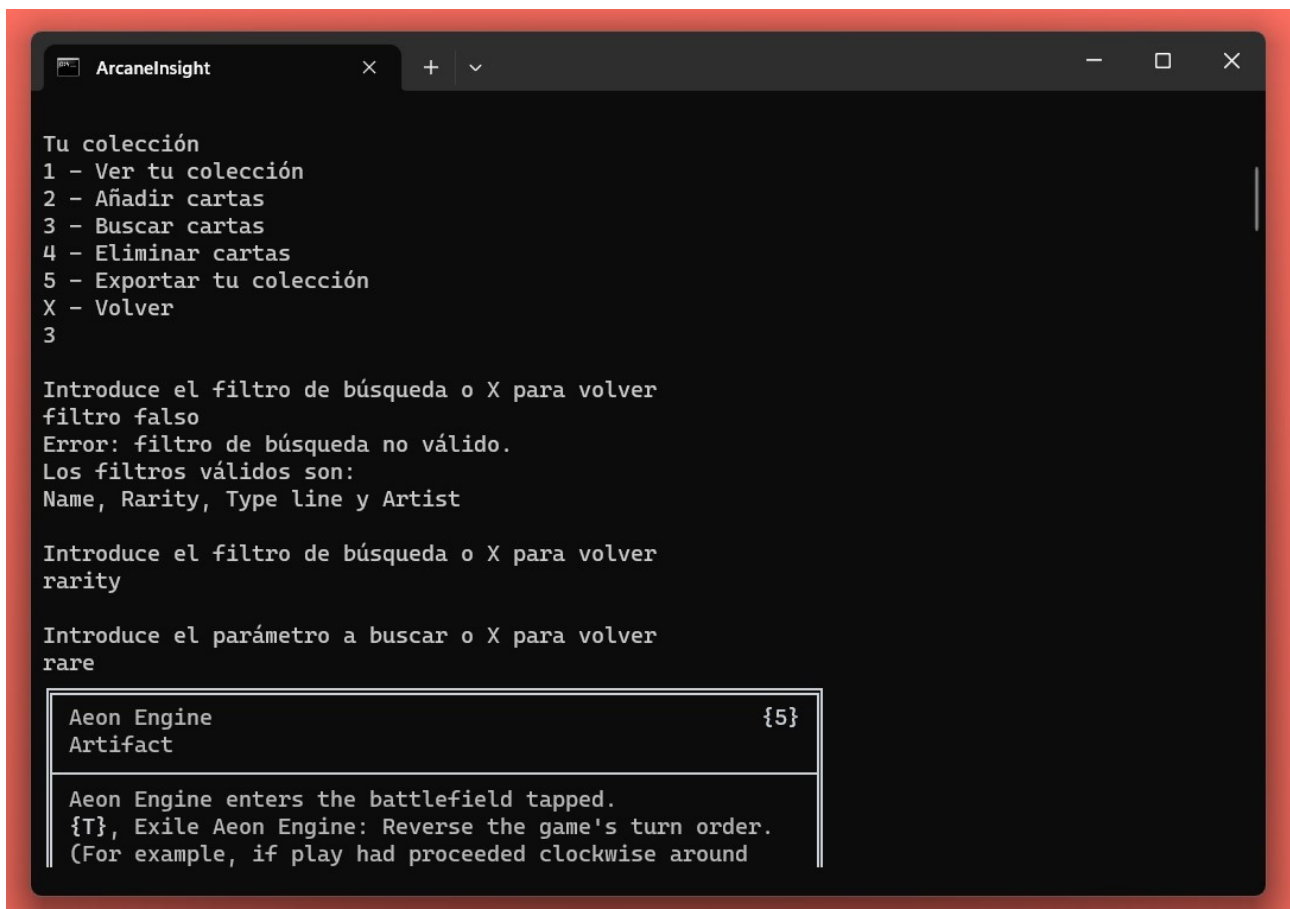 ArcaneInsight
Tu colección
1 – Ver tu colección
2 – Añadir cartas
3 – Buscar cartas
4 – Eliminar cartas
5 – Exportar tu colección
X – Volver
3
Introduce el filtro de búsqueda o X para volver
filtro falso
Error: filtro de búsqueda no válido.
Los filtros válidos son:
Name, Rarity, Type line y Artist
Introduce el filtro de búsqueda o X para volver
rarity
Introduce el parámetro a buscar o X para volver
rare
Aeon Engine {5}
Artifact
Aeon Engine enters the battlefield tapped.
{T}, Exile Aeon Engine: Reverse the game's turn order.
(For example, if play had proceeded clockwise around